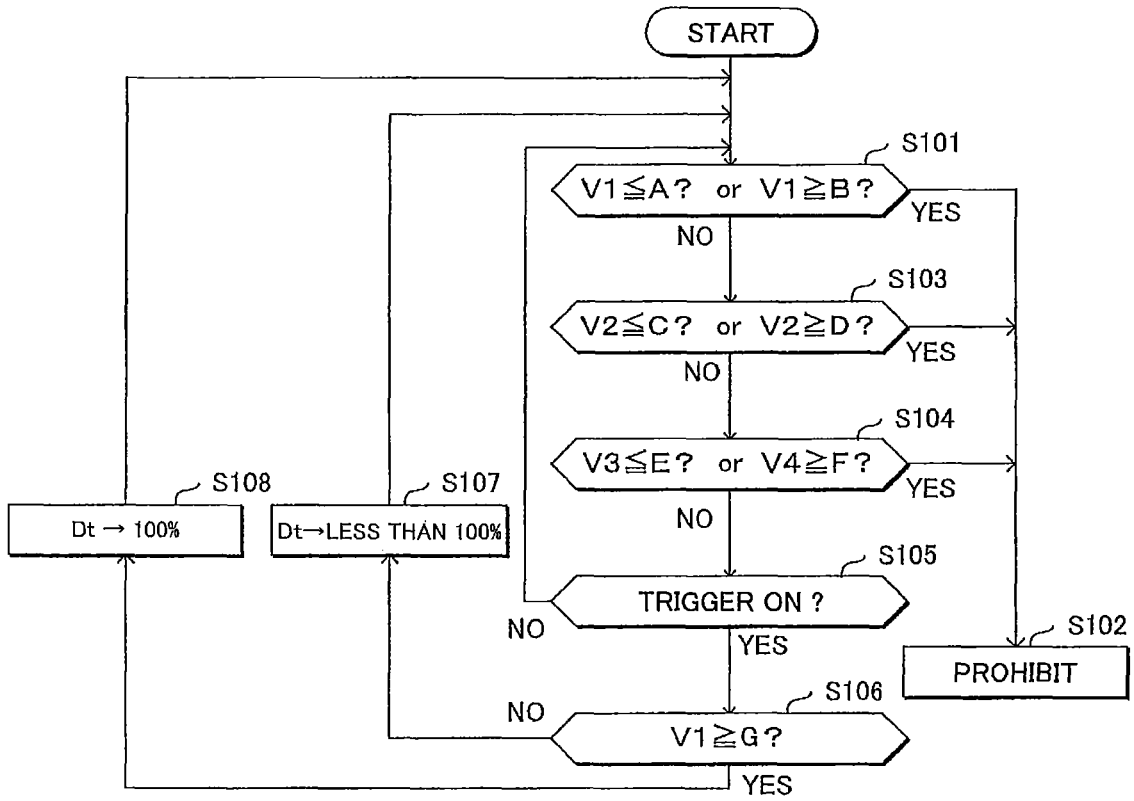 START
S101
V1≦A? or V1≧B?
YES
NO
S103
V2≦C? or V2≧D?
YES
NO
S104
V3≦E? or V4≧F?
YES
NO
S108
Dt → 100%
S107
Dt→LESS THAN 100%
S105
TRIGGER ON ?
NO
YES
S102
PROHIBIT
S106
NO
V1≧G?
YES